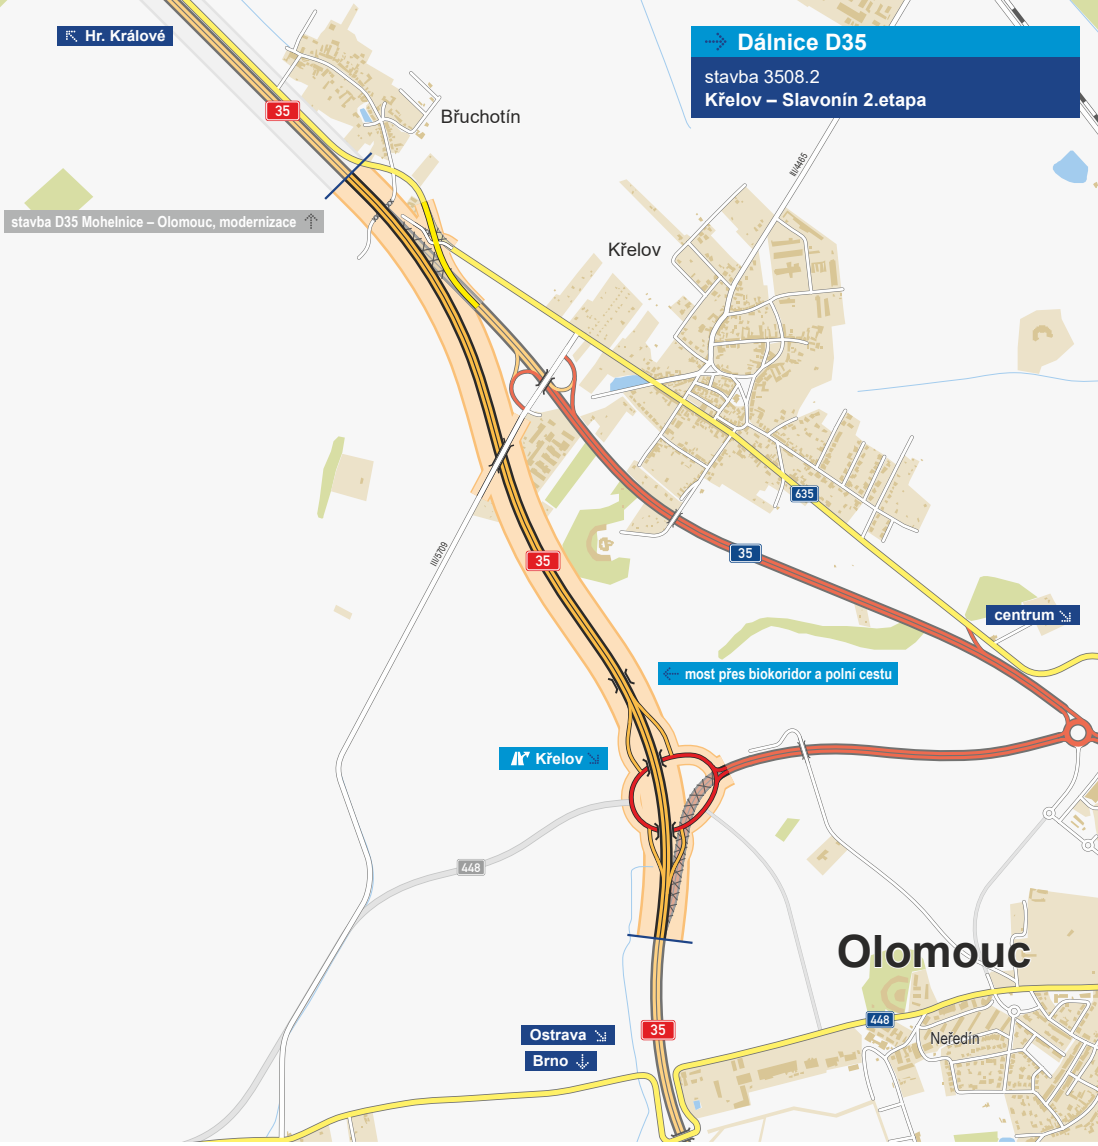 Hr. Králové
Dálnice D35
stavba 3508.2
Křelov – Slavonín 2.etapa
35
Břuchotín
III/4465
stavba D35 Mohelnice – Olomouc, modernizace
Křelov
635
35
III/5709
35
centrum
most přes biokoridor a polní cestu
Křelov
448
Olomouc
448
Ostrava
35
Neředín
Brno